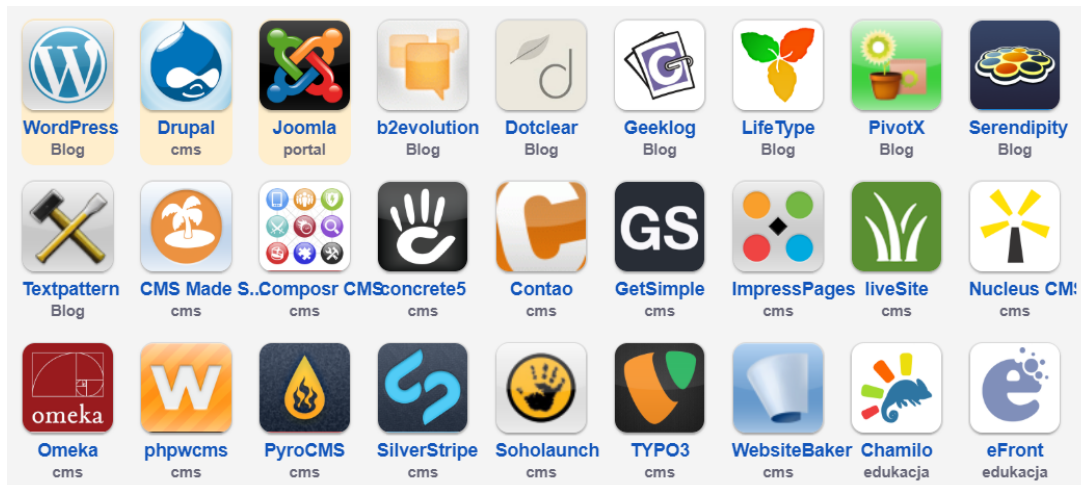 WordPress Drupal Joomla b2evolution Dotclear Geeklog LifeType PivotX Serendipity
Blog cms portal Blog Blog Blog Blog Blog Blog
GS
Textpattern CMS Made S... Composr CMS concrete5 Contao GetSimple ImpressPages liveSite Nucleus CMS
Blog cms cms cms cms cms cms cms cms
omeka
Omeka phpwcms PyroCMS SilverStripe Soholaunch TYPO3 WebsiteBaker Chamilo eFront
cms cms cms cms cms cms cms edukacja edukacja